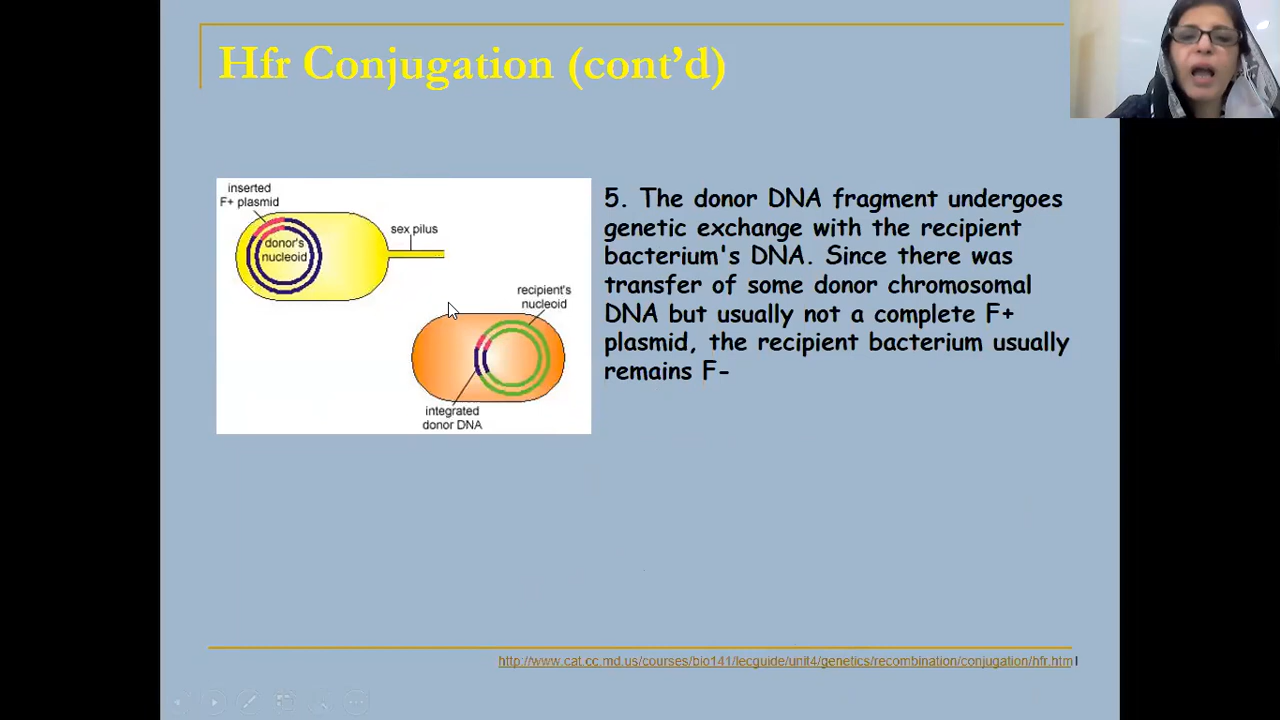 Hfr Conjugation (cont’d)
inserted
F+ plasmid
donor's
nucleoid
sex pilus
recipient's
nucleoid
integrated
donor DNA
5. The donor DNA fragment undergoes
genetic exchange with the recipient
bacterium's DNA. Since there was
transfer of some donor chromosomal
DNA but usually not a complete F+
plasmid, the recipient bacterium usually
remains F-
http://www.cat.cc.md.us/courses/bio141/lecguide/unit4/genetics/recombination/conjugation/hfr.htm l